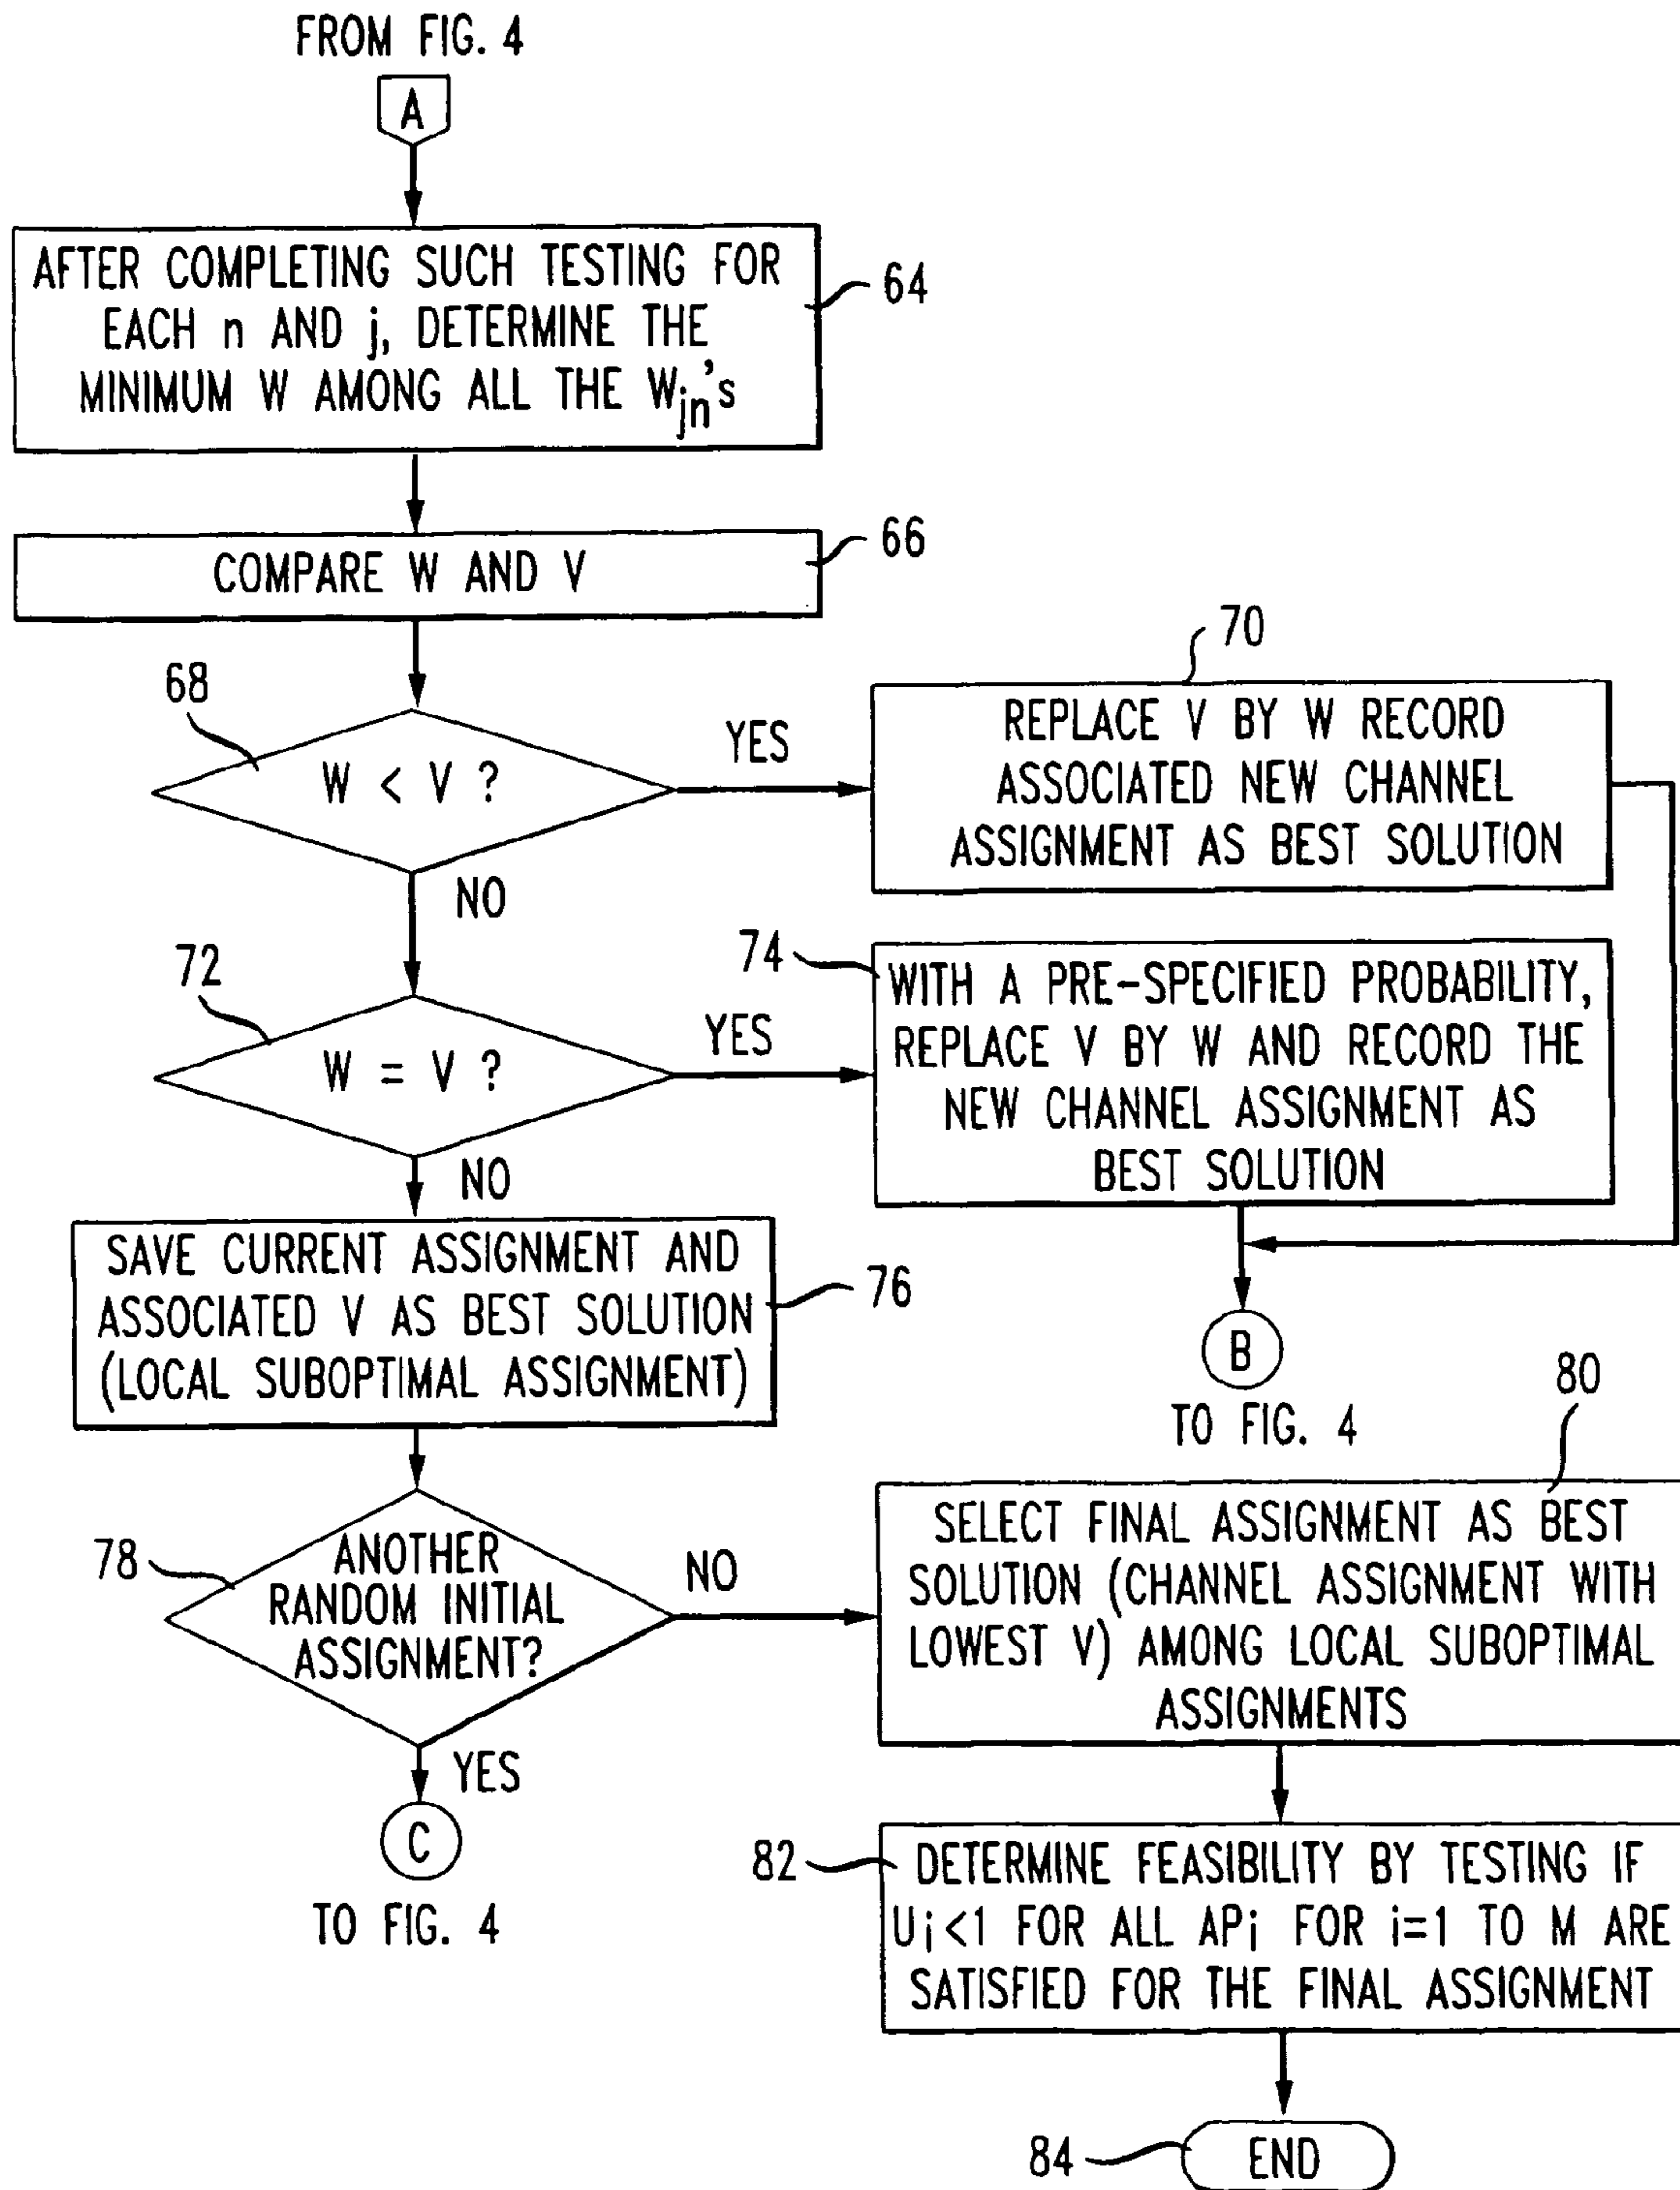 FROM FIG. 4
A
AFTER COMPLETING SUCH TESTING FOR
EACH n AND j, DETERMINE THE
MINIMUM W AMONG ALL THE Wjn's
64
COMPARE W AND V
66
68
W < V ?
YES
NO
70
REPLACE V BY W RECORD
ASSOCIATED NEW CHANNEL
ASSIGNMENT AS BEST SOLUTION
72
W = V ?
YES
NO
74
WITH A PRE-SPECIFIED PROBABILITY,
REPLACE V BY W AND RECORD THE
NEW CHANNEL ASSIGNMENT AS
BEST SOLUTION
B
TO FIG. 4
SAVE CURRENT ASSIGNMENT AND
ASSOCIATED V AS BEST SOLUTION
(LOCAL SUBOPTIMAL ASSIGNMENT)
76
78
ANOTHER
RANDOM INITIAL
ASSIGNMENT?
NO
YES
C
TO FIG. 4
80
SELECT FINAL ASSIGNMENT AS BEST
SOLUTION (CHANNEL ASSIGNMENT WITH
LOWEST V) AMONG LOCAL SUBOPTIMAL
ASSIGNMENTS
82
DETERMINE FEASIBILITY BY TESTING IF
Ui<1 FOR ALL APi FOR i=1 TO M ARE
SATISFIED FOR THE FINAL ASSIGNMENT
84
END